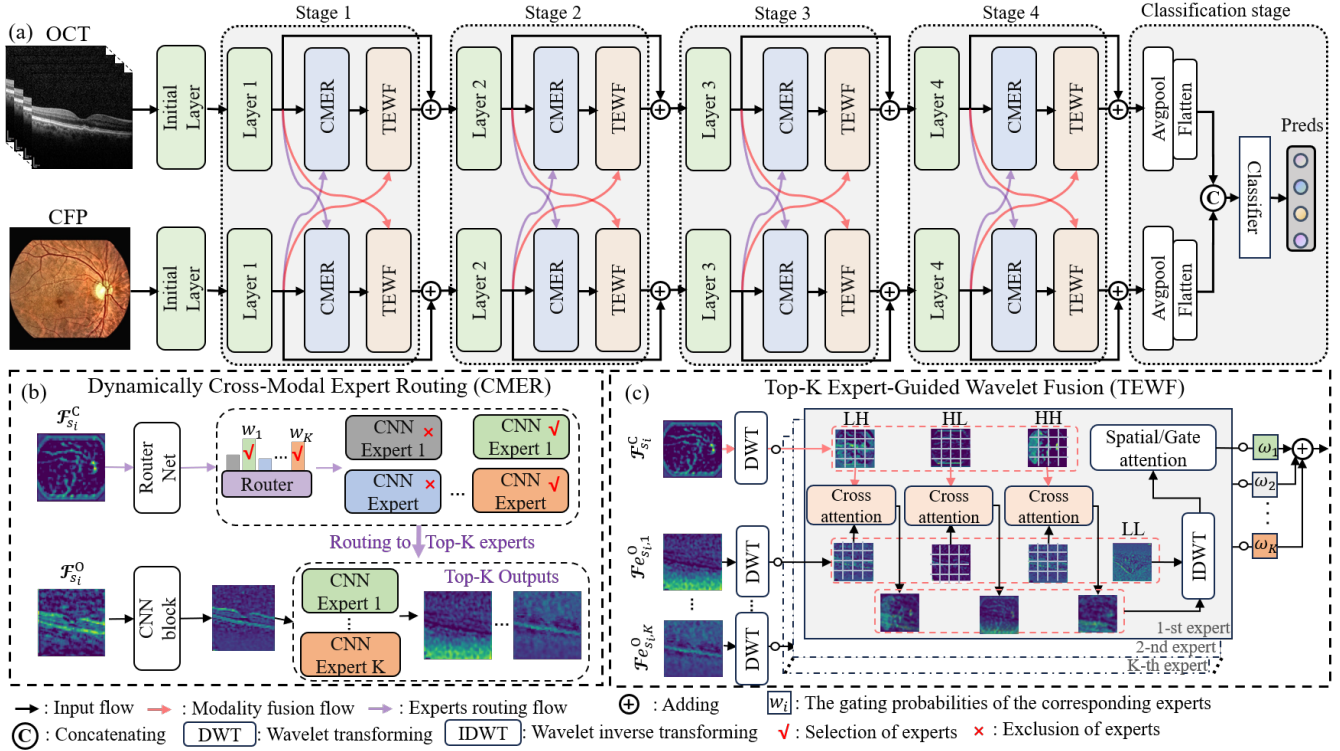 (a)
OCT
CFP
Stage 1
Stage 2
Stage 3
Stage 4
Classification stage
Initial
Layer
Layer 1
CMER
TEWF
Layer 2
CMER
TEWF
Layer 3
CMER
TEWF
Layer 4
CMER
TEWF
Avgpool
Flatten
Initial
Layer
Layer 1
CMER
TEWF
Layer 2
CMER
TEWF
Layer 3
CMER
TEWF
Layer 4
CMER
TEWF
Avgpool
Flatten
C
Classifier
Preds
(b)
Dynamically Cross-Modal Expert Routing (CMER)
𝓕_{s_i}^C
Router
Net
w_1
w_K
...
Router
CNN
Expert 1
CNN
Expert 1
CNN
Expert
...
CNN
Expert
Routing to
Top-K experts
𝓕_{s_i}^O
CNN
block
CNN
Expert 1
CNN
Expert K
Top-K Outputs
...
(c)
Top-K Expert-Guided Wavelet Fusion (TEWF)
𝓕_{s_i}^C
DWT
LH
HL
HH
Cross
attention
Cross
attention
Cross
attention
Spatial/Gate
attention
𝓕e_{s_i,1}^O
DWT
𝓕e_{s_i,K}^O
DWT
LL
IDWT
ω_1
ω_2
ω_K
1-st expert
2-nd expert
K-th expert
: Input flow
: Modality fusion flow
: Experts routing flow
: Adding
w_i : The gating probabilities of the corresponding experts
C : Concatenating
DWT : Wavelet transforming
IDWT : Wavelet inverse transforming
√ : Selection of experts
× : Exclusion of experts